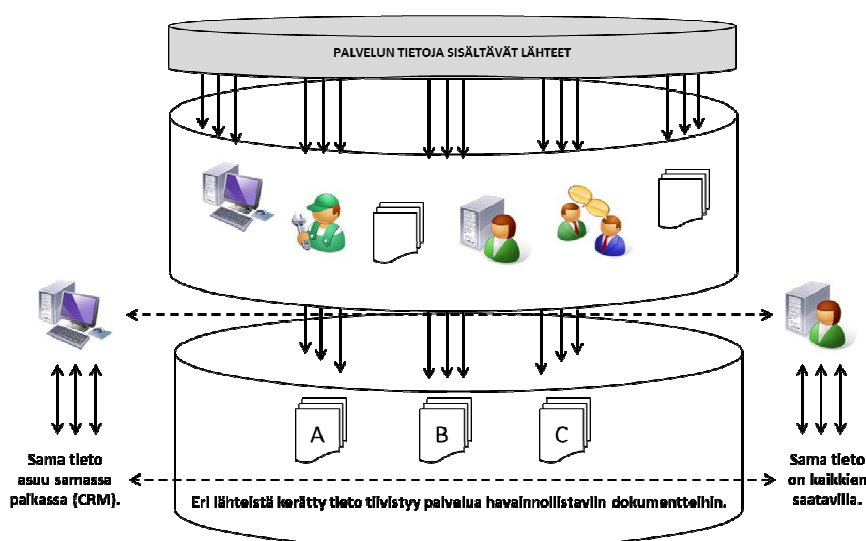 PALVELUN TIETOJA SISÄLTÄVÄT LÄHTEET
A
B
C
Sama tieto
asuu samassa
paikassa (CRM).
Eri lähteistä kerätty tieto tiivistyy palvelua havainnollistaviin dokumentteihin.
Sama tieto
on kaikkien
saatavilla.